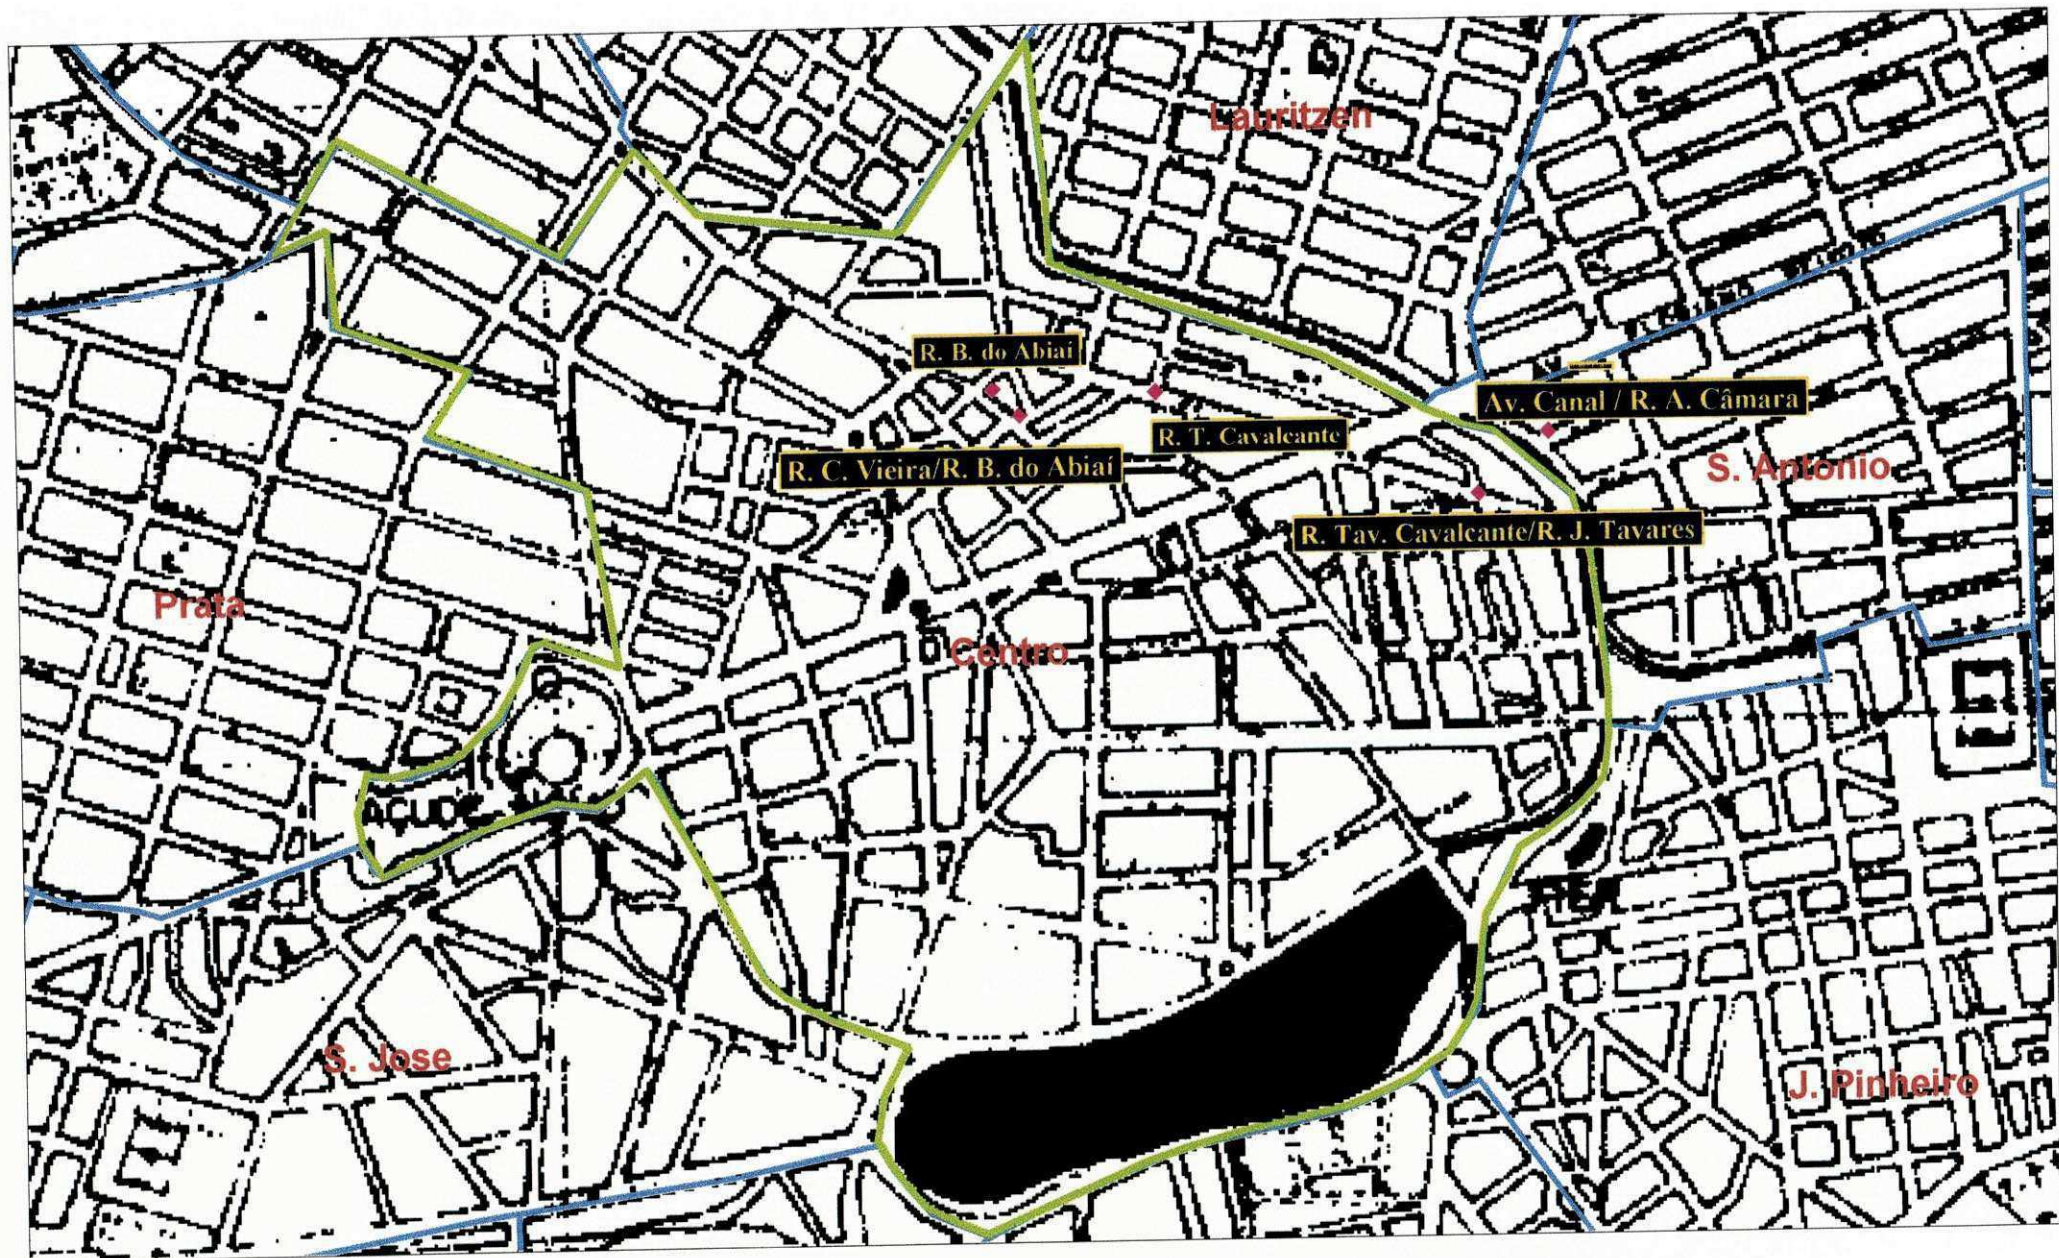 Lauritzen
R. B. do Abiaí
Av. Canal / R. A. Câmara
R. T. Cavalcante
R. C. Vieira/R. B. do Abiaí
S. Antonio
R. Tav. Cavalcante/R. J. Tavares
Prata
Centro
AÇUDE
S. Jose
J. Pinheiro